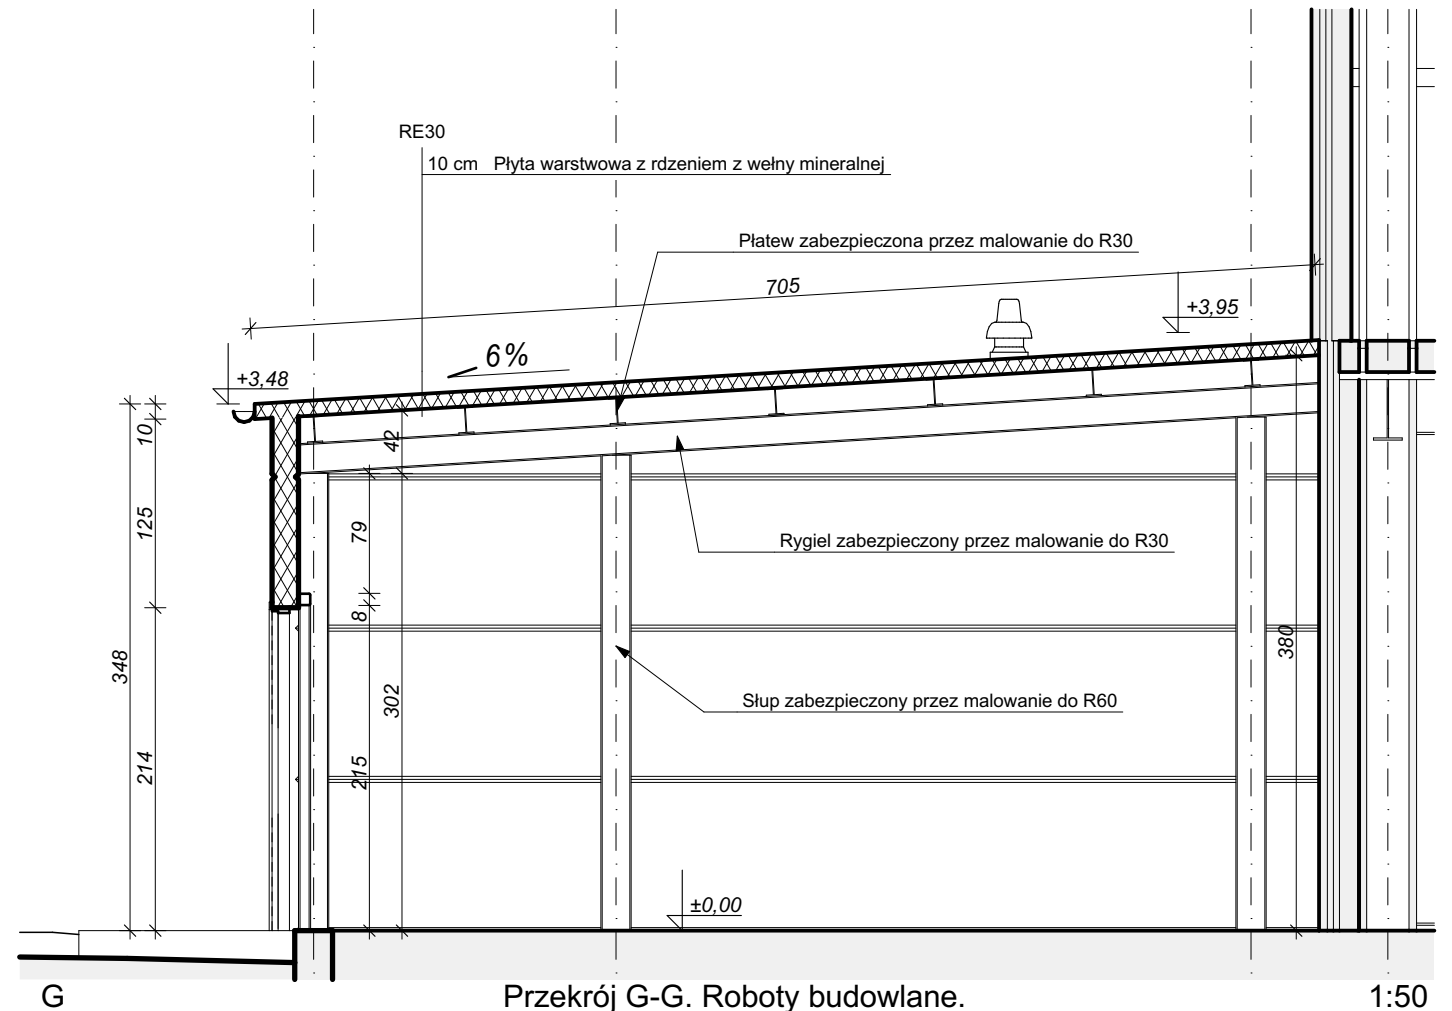 RE30
10 cm Płyta warstwowa z rdzeniem z wełny mineralnej
Płatew zabezpieczona przez malowanie do R30
705
+3,95
6%
+3,48
10
42
125
79
Rygiel zabezpieczony przez malowanie do R30
8
348
380
302
Słup zabezpieczony przez malowanie do R60
214
215
±0,00
G
Przekrój G-G. Roboty budowlane.
1:50